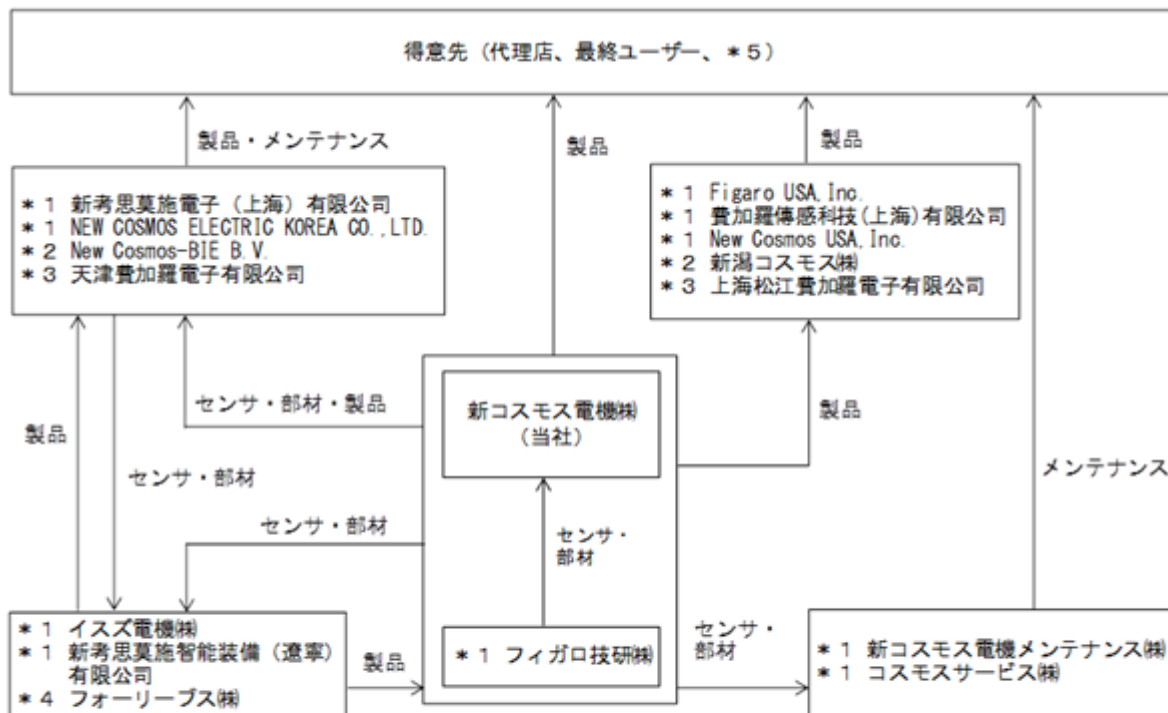 得意先（代理店、最終ユーザー、＊５）
製品・メンテナンス
製品
製品
＊１ 新考思莫施電子（上海）有限公司
＊１ NEW COSMOS ELECTRIC KOREA CO.,LTD.
＊２ New Cosmos-BIE B.V.
＊３ 天津費加羅電子有限公司
＊１ Figaro USA,Inc.
＊１ 費加羅傳感科技(上海)有限公司
＊１ New Cosmos USA,Inc.
＊２ 新潟コスモス㈱
＊３ 上海松江費加羅電子有限公司
センサ・部材・製品
新コスモス電機㈱
（当社）
製品
製品
メンテナンス
センサ・部材
センサ・部材
センサ・
部材
＊１ イスズ電機㈱
＊１ 新考思莫施智能装備（遼寧）
有限公司
＊４ フォーリーブス㈱
製品
＊１ フィガロ技研㈱
センサ・
部材
＊１ 新コスモス電機メンテナンス㈱
＊１ コスモスサービス㈱